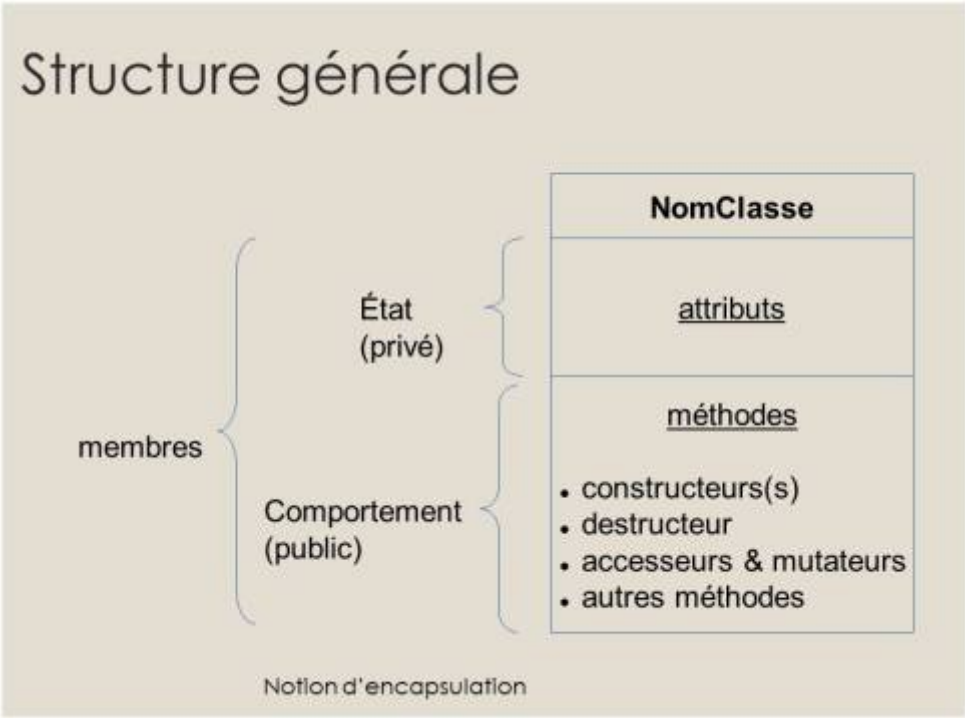 Structure générale
NomClasse
État
(privé)
attributs
membres
Comportement
(public)
méthodes
• constructeurs(s)
• destructeur
• accesseurs & mutateurs
• autres méthodes
Notion d'encapsulation